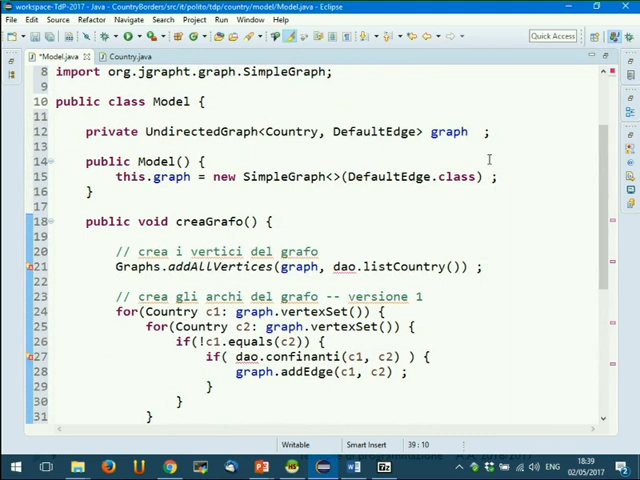 workspace-TdP-2017 - Java - CountryBorders/src/it/polito/tdp/country/model/Model.java - Eclipse
File Edit Source Refactor Navigate Search Project Run Window Help
Quick Access
*Model.java Country.java
8 import org.jgrapht.graph.SimpleGraph;
9
10 public class Model {
11
12 private UndirectedGraph<Country, DefaultEdge> graph ;
13
14 public Model() {
15 this.graph = new SimpleGraph<>(DefaultEdge.class) ;
16 }
17
18 public void creaGrafo() {
19
20 // crea i vertici del grafo
21 Graphs.addAllVertices(graph, dao.listCountry()) ;
22
23 // crea gli archi del grafo -- versione 1
24 for(Country c1: graph.vertexSet()) {
25 for(Country c2: graph.vertexSet()) {
26 if(!c1.equals(c2)) {
27 if( dao.confinanti(c1, c2) ) {
28 graph.addEdge(c1, c2) ;
29 }
30 }
31 }
Writable Smart Insert 39 : 10
ENG 18:39
02/05/2017